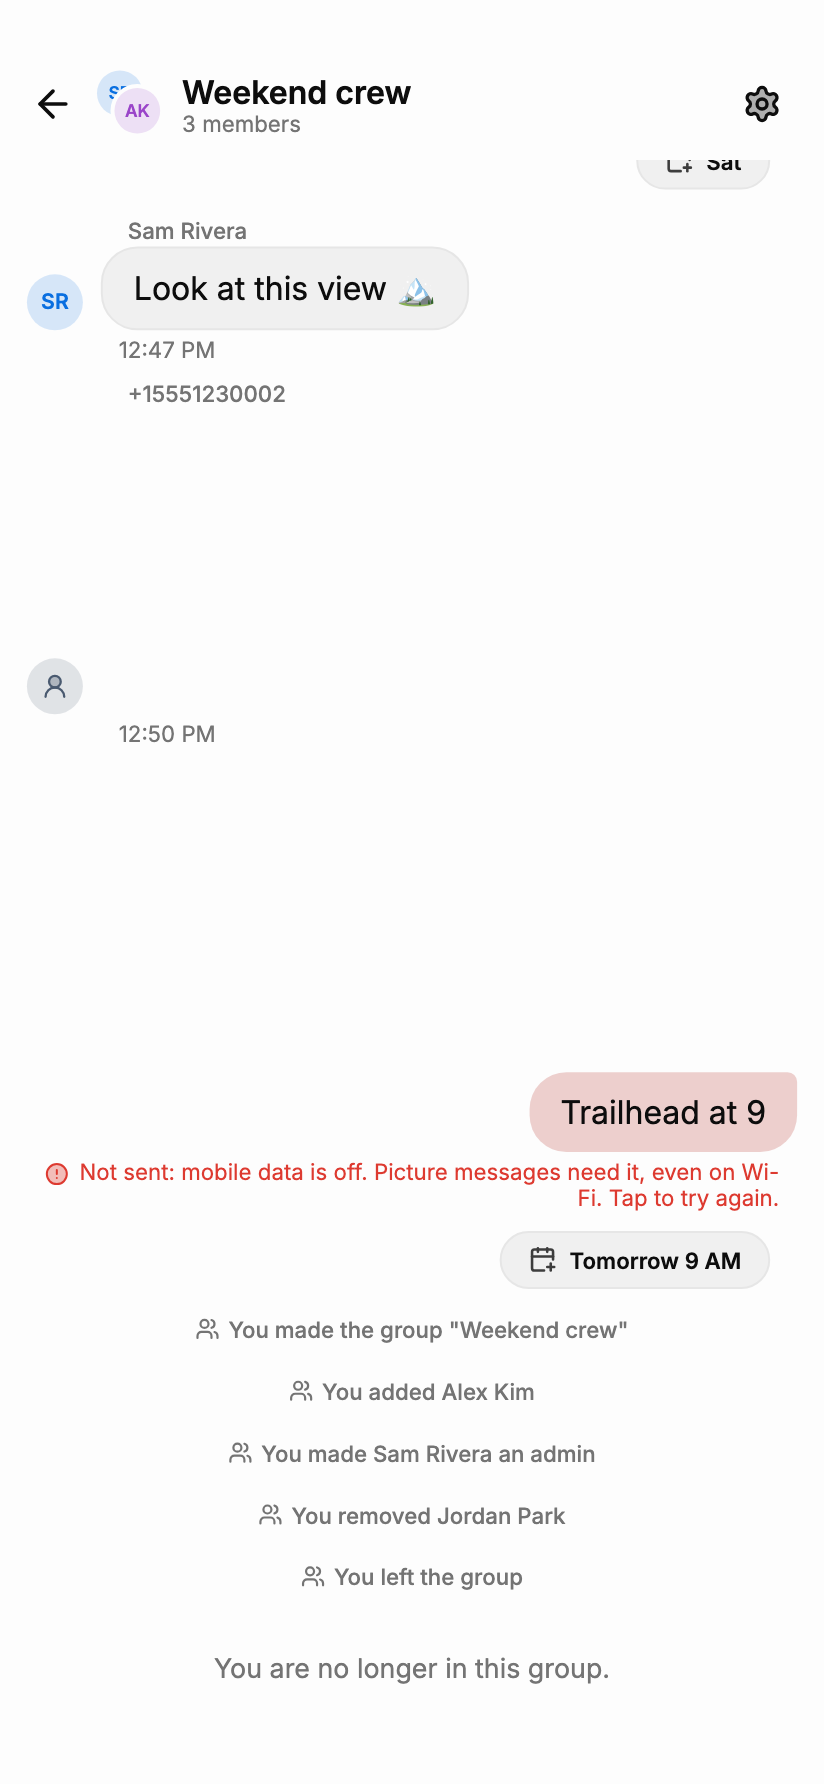 Weekend crew
3 members
AK
Sat
Sam Rivera
Look at this view 🏔️
SR
12:47 PM
+15551230002
12:50 PM
Trailhead at 9
Not sent: mobile data is off. Picture messages need it, even on Wi-
Fi. Tap to try again.
Tomorrow 9 AM
You made the group "Weekend crew"
You added Alex Kim
You made Sam Rivera an admin
You removed Jordan Park
You left the group
You are no longer in this group.